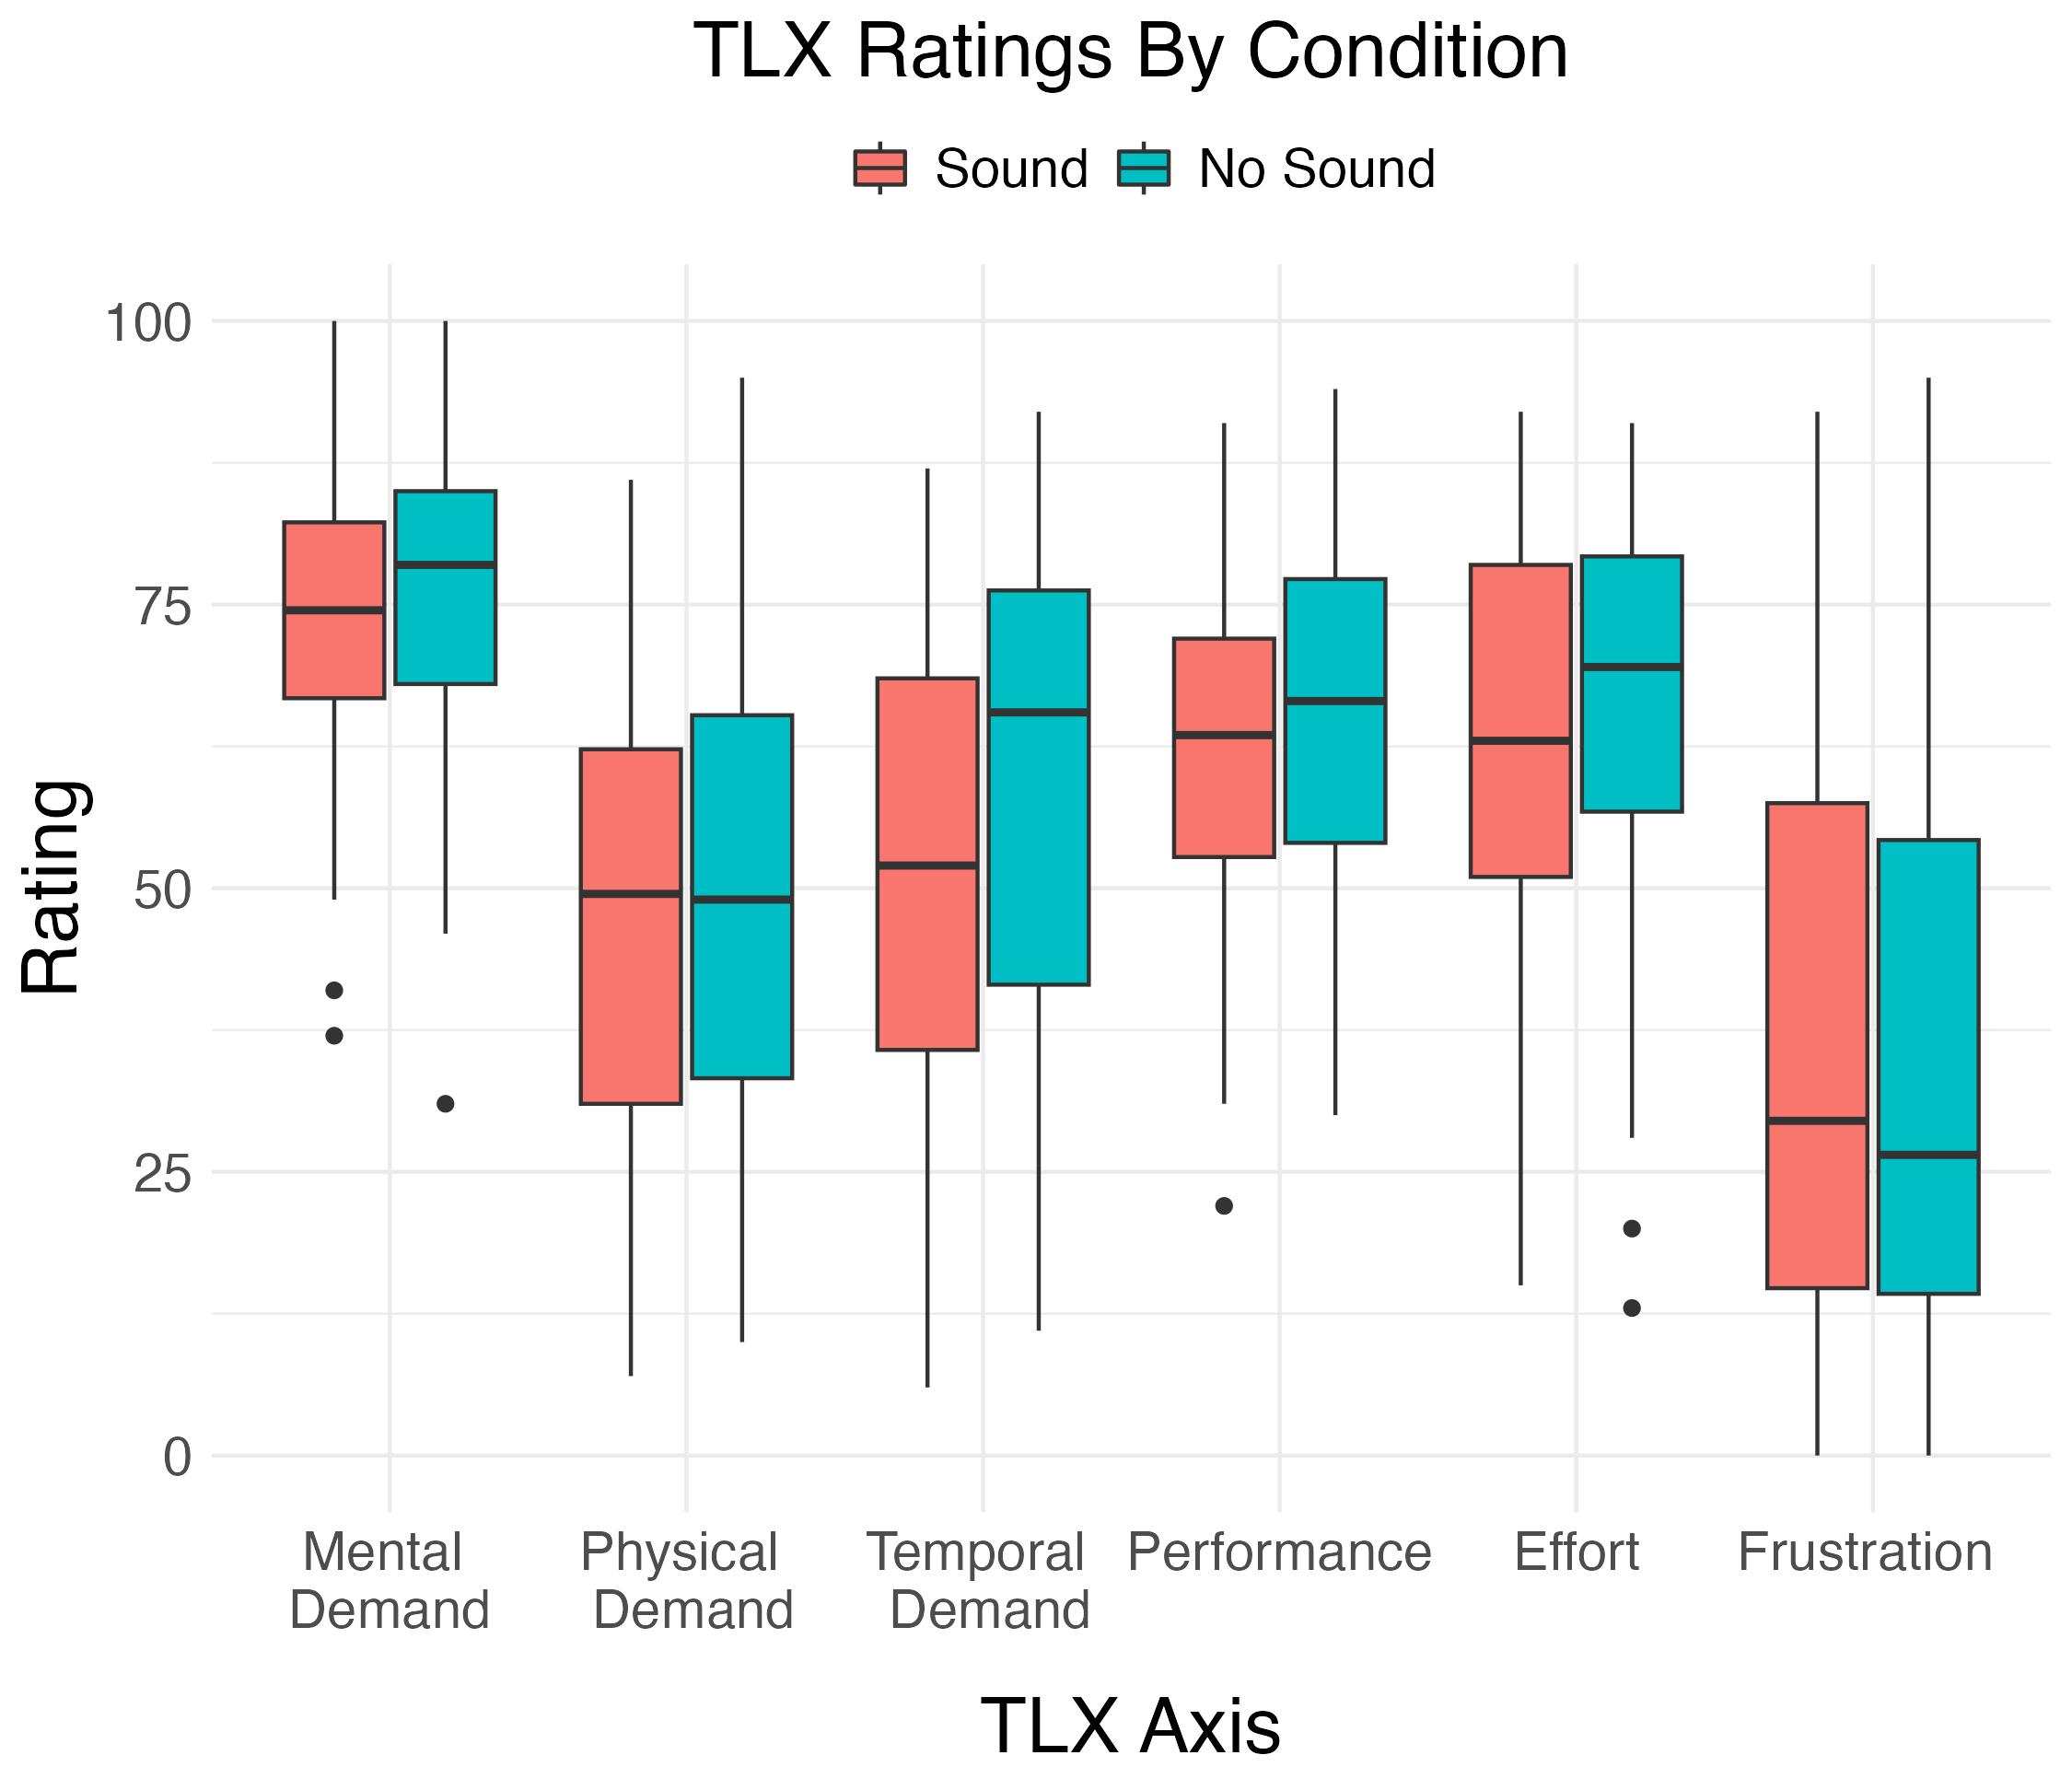 TLX Ratings By Condition
Sound No Sound
100
75
50
25
0
Rating
Mental Demand
Physical Demand
Temporal Demand
Performance
Effort
Frustration
TLX Axis